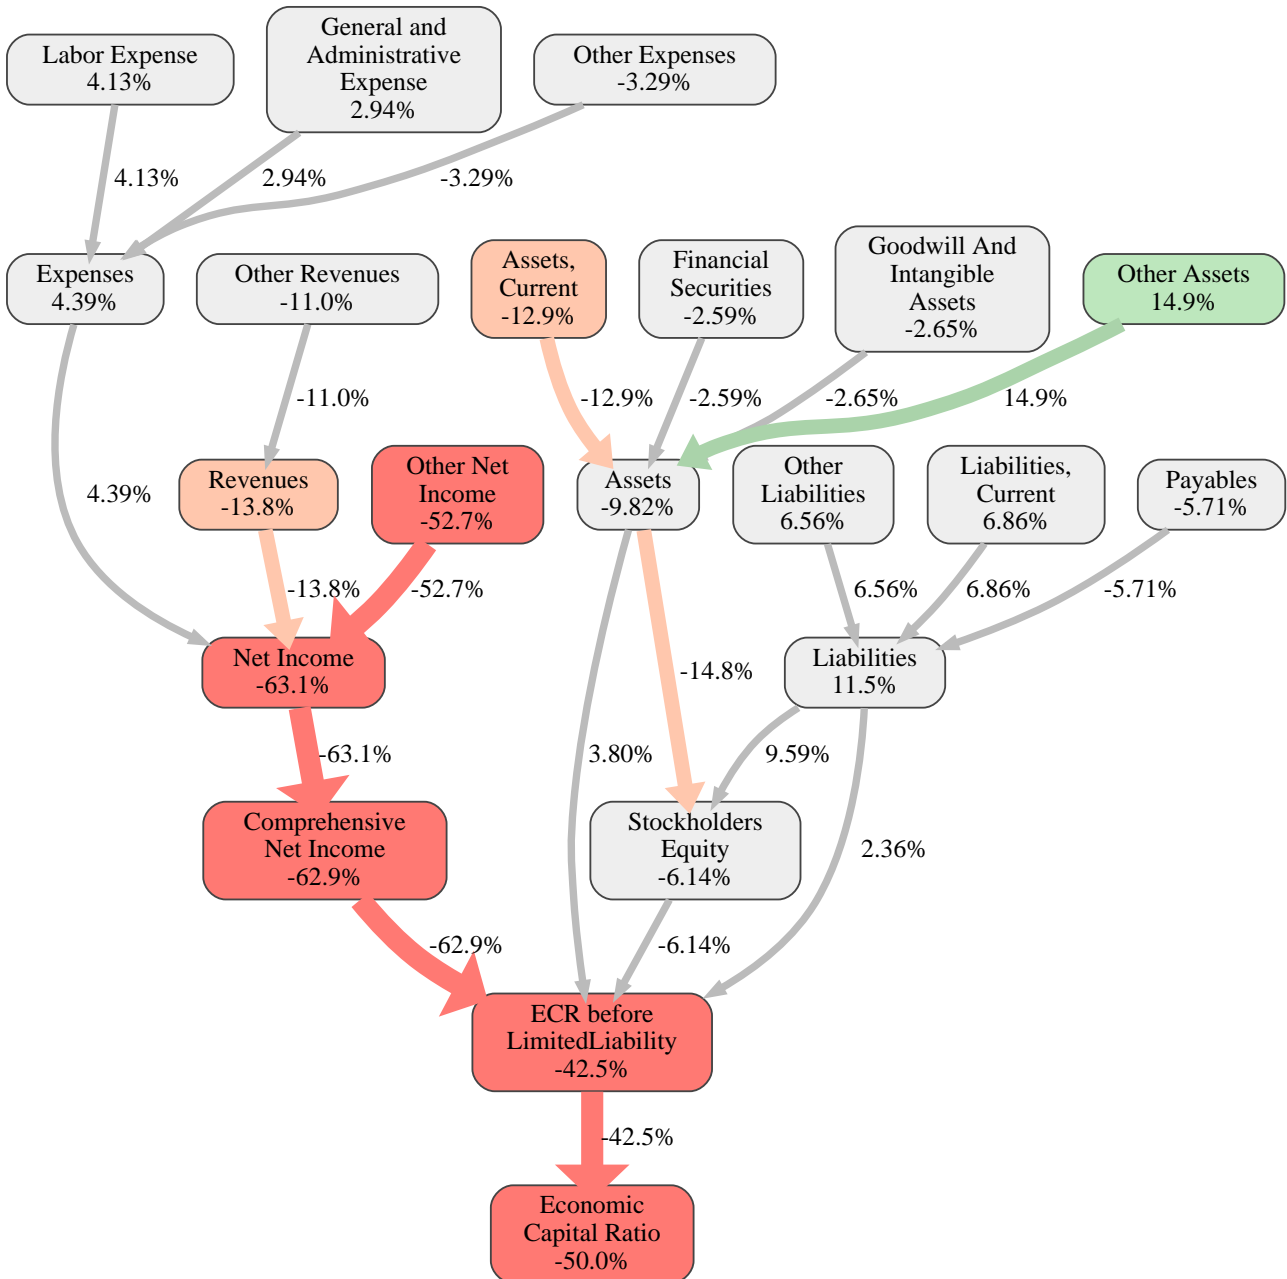 Labor Expense
4.13%
General and
Administrative
Expense
2.94%
Other Expenses
-3.29%
4.13%
2.94%
-3.29%
Expenses
4.39%
Other Revenues
-11.0%
Assets,
Current
-12.9%
Financial
Securities
-2.59%
Goodwill And
Intangible
Assets
-2.65%
Other Assets
14.9%
-11.0%
-12.9%
-2.59%
-2.65%
14.9%
4.39%
Revenues
-13.8%
Other Net
Income
-52.7%
Assets
-9.82%
Other
Liabilities
6.56%
Liabilities,
Current
6.86%
Payables
-5.71%
-13.8%
-52.7%
6.56%
6.86%
-5.71%
Net Income
-63.1%
-14.8%
Liabilities
11.5%
-63.1%
3.80%
9.59%
Comprehensive
Net Income
-62.9%
Stockholders
Equity
-6.14%
2.36%
-62.9%
-6.14%
ECR before
LimitedLiability
-42.5%
-42.5%
Economic
Capital Ratio
-50.0%